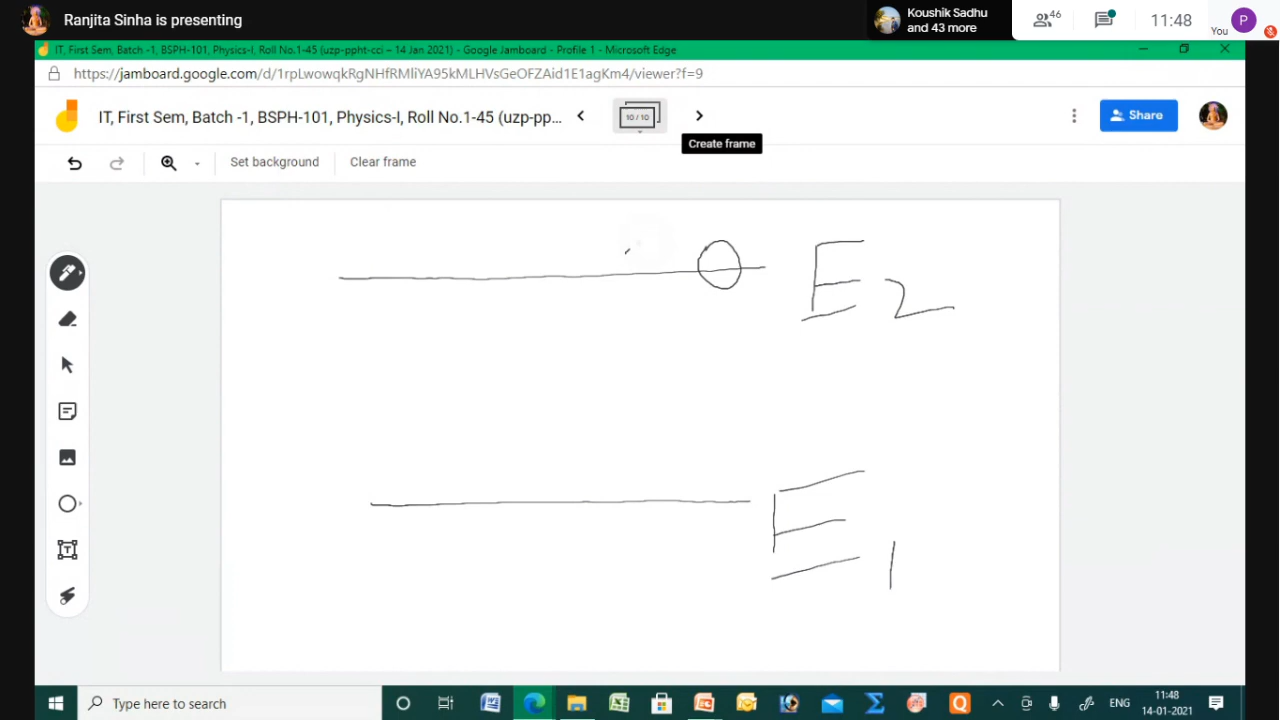 Ranjita Sinha is presenting
Koushik Sadhu
and 43 more
46
11:48
You
P
IT, First Sem, Batch -1, BSPH-101, Physics-I, Roll No.1-45 (uzp-ppht-cci – 14 Jan 2021) - Google Jamboard - Profile 1 - Microsoft Edge
https://jamboard.google.com/d/1rpLwowqkRgNHfRMIiYA95kMLHVsGeOFZAid1E1agKm4/viewer?f=9
IT, First Sem, Batch -1, BSPH-101, Physics-I, Roll No.1-45 (uzp-pp...
10 / 10
Share
Create frame
Set background
Clear frame
E2
E1
Type here to search
ENG
11:48
14-01-2021